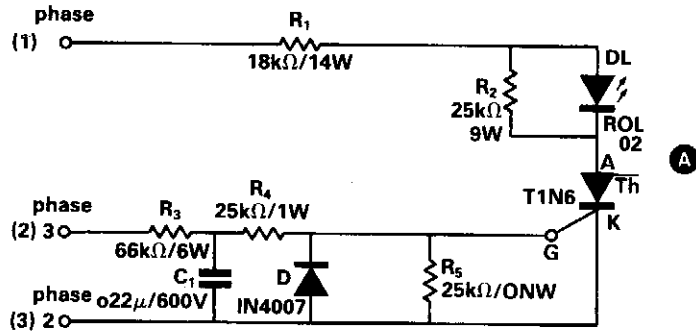 phase
(1)
R1
18kΩ/14W
R2
25kΩ
9W
DL
ROL
02
A
A
Th
T1N6
K
G
phase
(2) 3
R3
66kΩ/6W
R4
25kΩ/1W
C1
o22µ/600V
D
IN4007
R5
25kΩ/ONW
phase
(3) 2